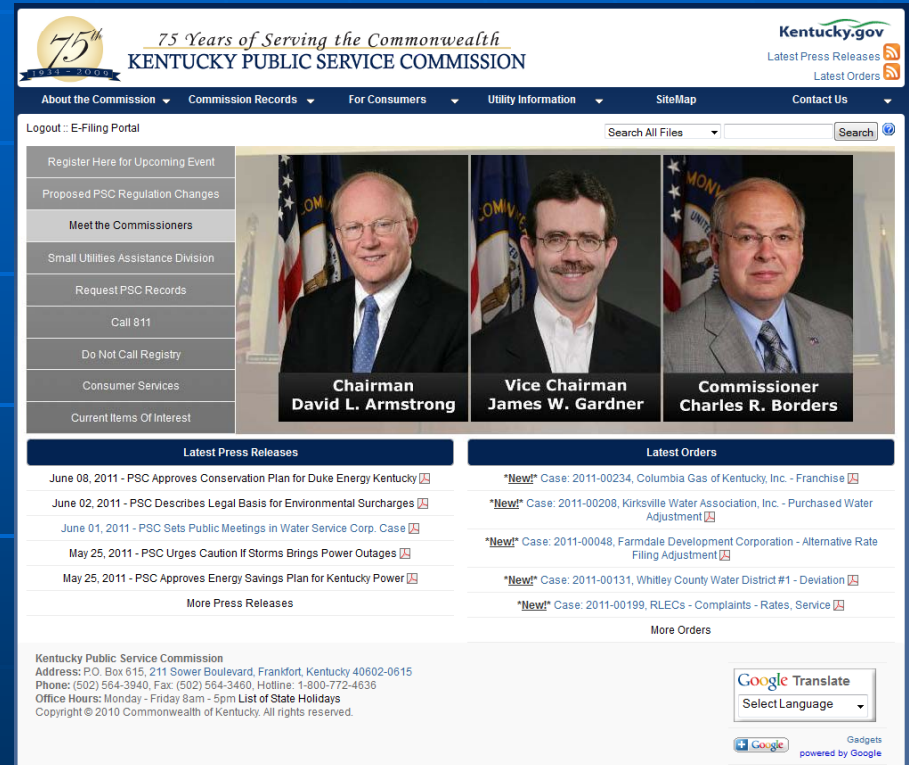 75th
1934 - 2009
75 Years of Serving the Commonwealth
KENTUCKY PUBLIC SERVICE COMMISSION
Kentucky.gov
Latest Press Releases
Latest Orders
About the Commission
Commission Records
For Consumers
Utility Information
SiteMap
Contact Us
Logout :: E-Filing Portal
Search All Files
Search
Register Here for Upcoming Event
Proposed PSC Regulation Changes
Meet the Commissioners
Small Utilities Assistance Division
Request PSC Records
Call 811
Do Not Call Registry
Consumer Services
Current Items Of Interest
Chairman
David L. Armstrong
Vice Chairman
James W. Gardner
Commissioner
Charles R. Borders
Latest Press Releases
June 08, 2011 - PSC Approves Conservation Plan for Duke Energy Kentucky
June 02, 2011 - PSC Describes Legal Basis for Environmental Surcharges
June 01, 2011 - PSC Sets Public Meetings in Water Service Corp. Case
May 25, 2011 - PSC Urges Caution If Storms Brings Power Outages
May 25, 2011 - PSC Approves Energy Savings Plan for Kentucky Power
More Press Releases
Latest Orders
*New!* Case: 2011-00234, Columbia Gas of Kentucky, Inc. - Franchise
*New!* Case: 2011-00208, Kirksville Water Association, Inc. - Purchased Water
Adjustment
*New!* Case: 2011-00048, Farmdale Development Corporation - Alternative Rate
Filing Adjustment
*New!* Case: 2011-00131, Whitley County Water District #1 - Deviation
*New!* Case: 2011-00199, RLECs - Complaints - Rates, Service
More Orders
Kentucky Public Service Commission
Address: P.O. Box 615, 211 Sower Boulevard, Frankfort, Kentucky 40602-0615
Phone: (502) 564-3940, Fax: (502) 564-3460, Hotline: 1-800-772-4636
Office Hours: Monday - Friday 8am - 5pm List of State Holidays
Copyright © 2010 Commonwealth of Kentucky. All rights reserved.
Google Translate
Select Language
Google
Gadgets
powered by Google